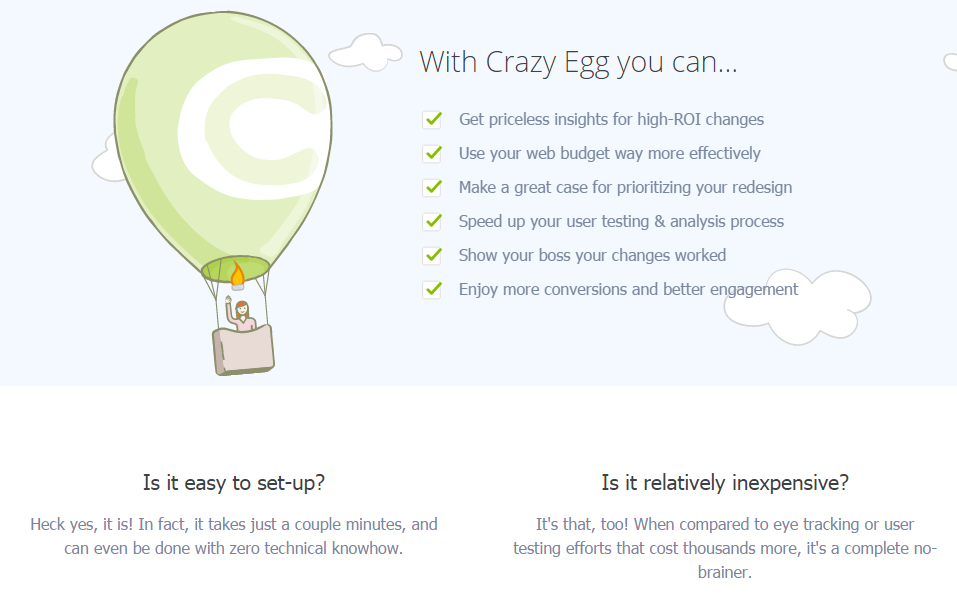 With Crazy Egg you can...
Get priceless insights for high-ROI changes
Use your web budget way more effectively
Make a great case for prioritizing your redesign
Speed up your user testing & analysis process
Show your boss your changes worked
Enjoy more conversions and better engagement
C
Is it easy to set-up?
Heck yes, it is! In fact, it takes just a couple minutes, and
can even be done with zero technical knowhow.
Is it relatively inexpensive?
It's that, too! When compared to eye tracking or user
testing efforts that cost thousands more, it's a complete no-
brainer.